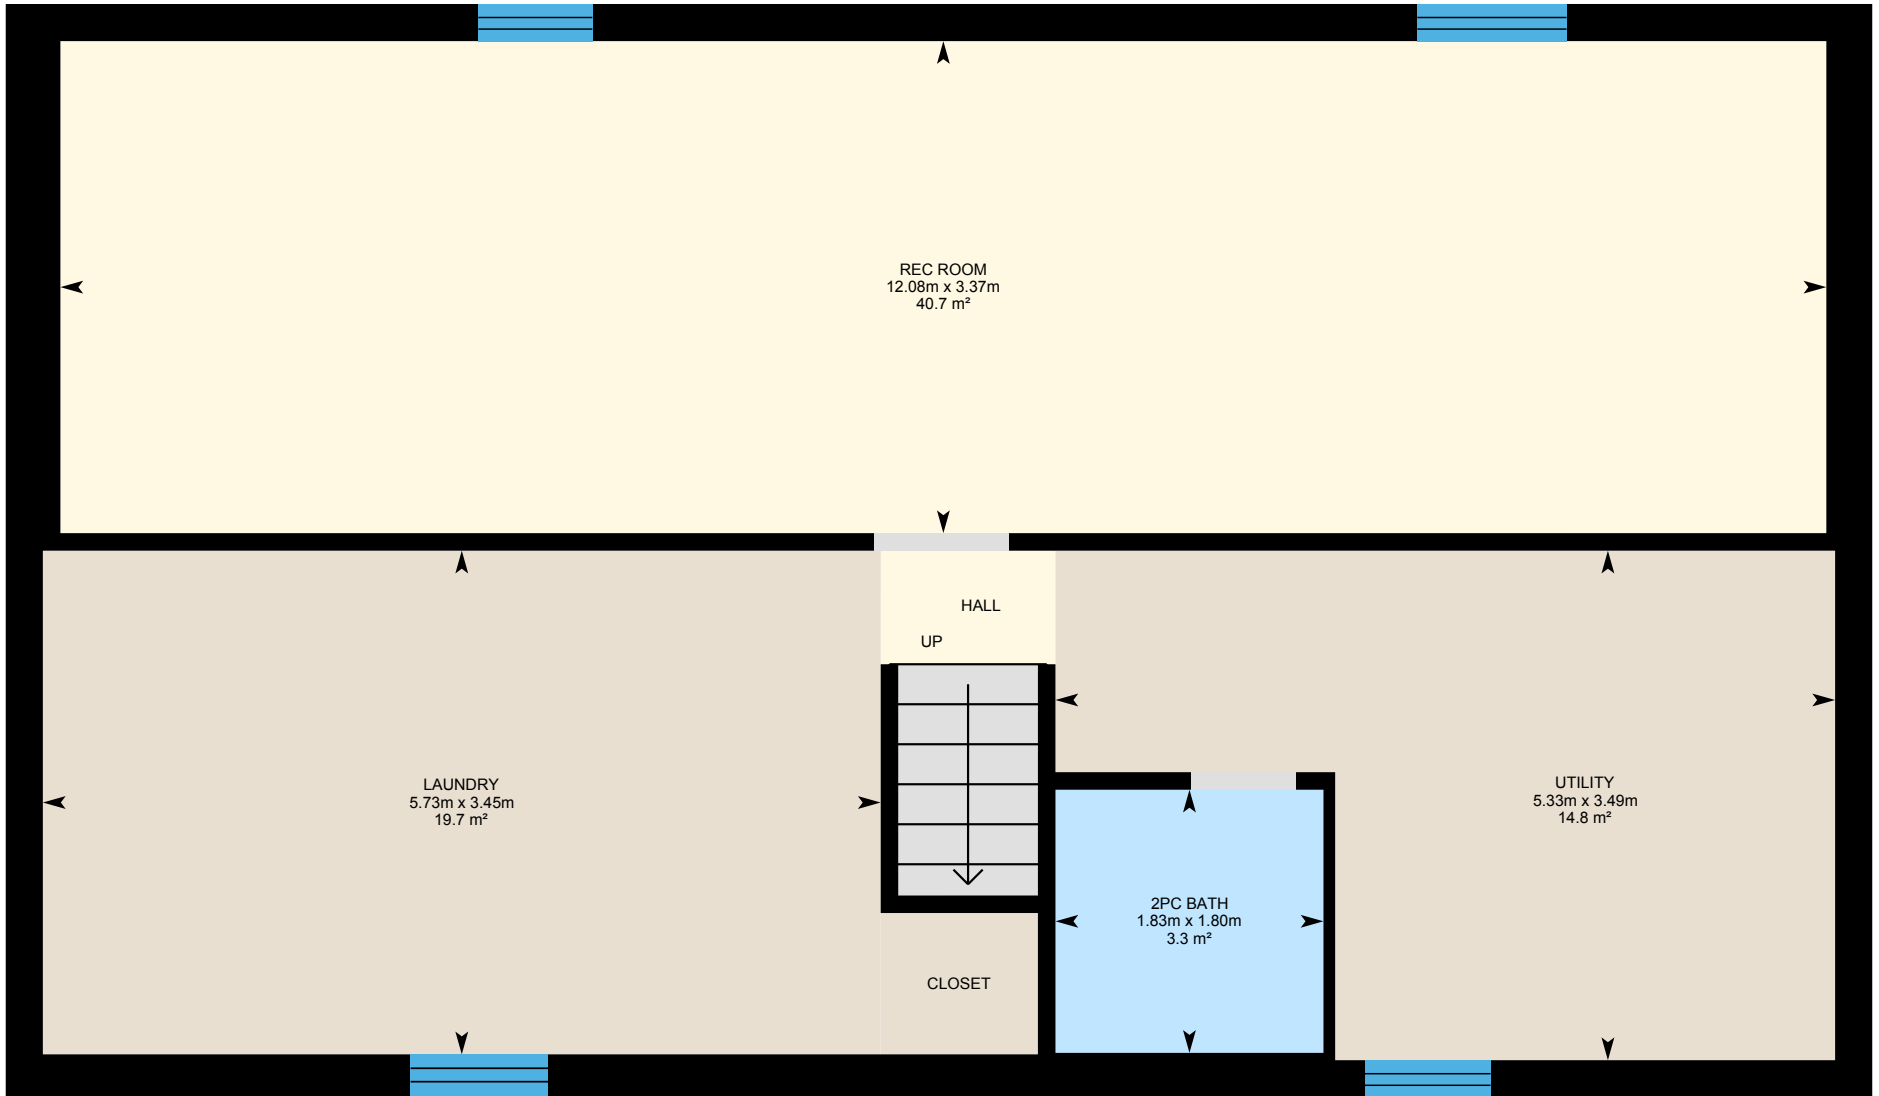 REC ROOM
12.08m x 3.37m
40.7 m²
HALL
UP
LAUNDRY
5.73m x 3.45m
19.7 m²
UTILITY
5.33m x 3.49m
14.8 m²
2PC BATH
1.83m x 1.80m
3.3 m²
CLOSET